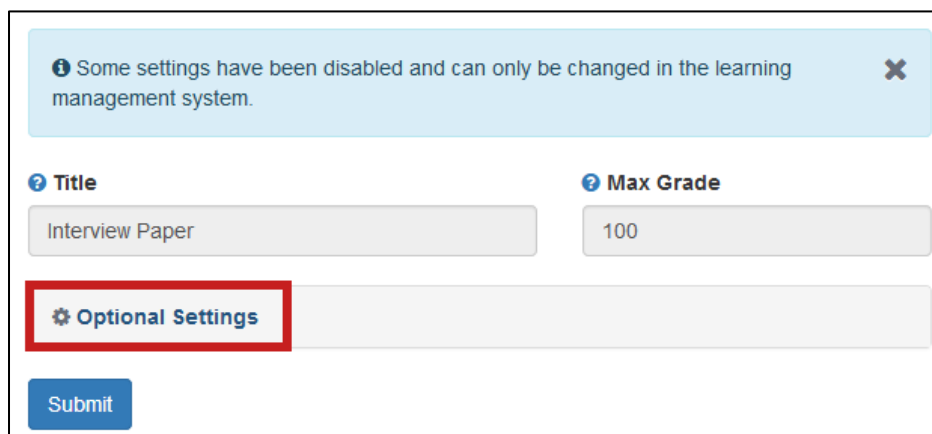 Some settings have been disabled and can only be changed in the learning
management system.
Title
Max Grade
Interview Paper
100
Optional Settings
Submit